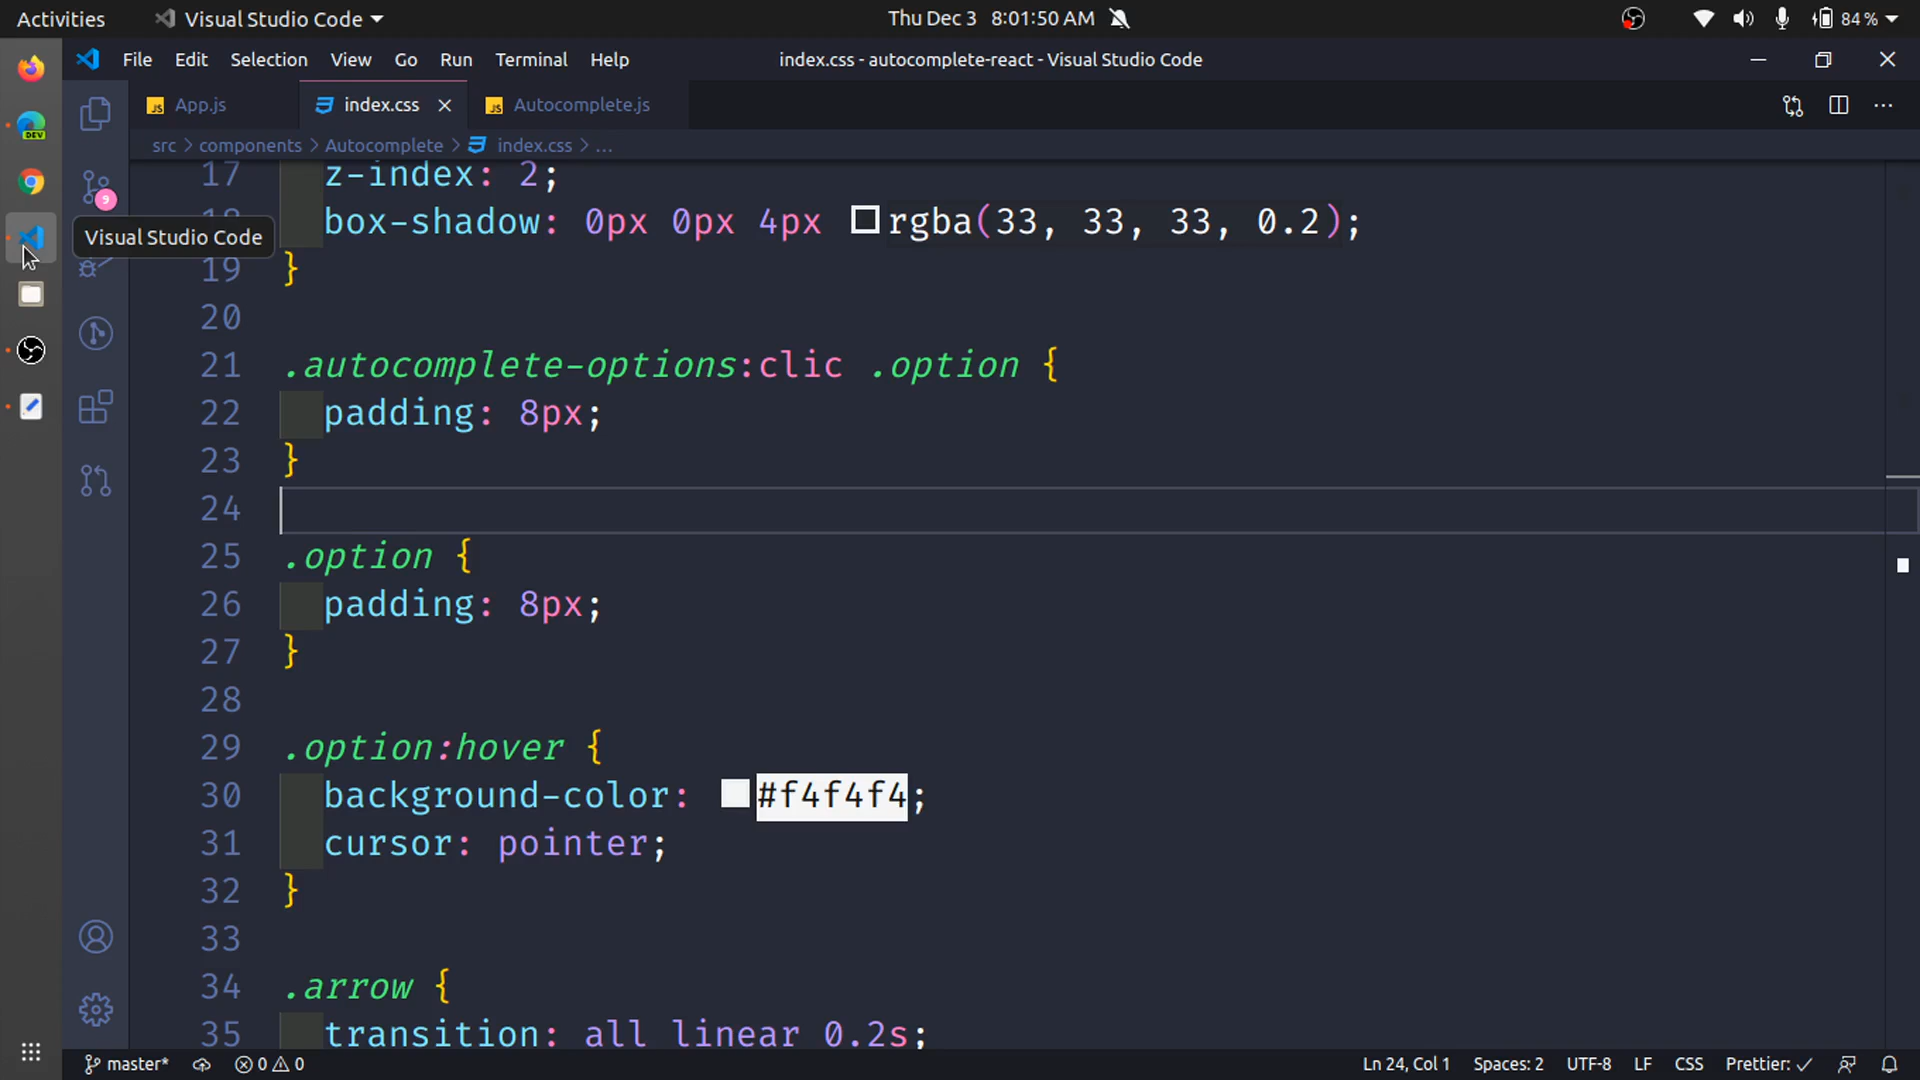 Activities Visual Studio Code Thu Dec 3 8:01:50 AM 84 %
File Edit Selection View Go Run Terminal Help index.css - autocomplete-react - Visual Studio Code
App.js index.css Autocomplete.js
src > components > Autocomplete > index.css > ...
17 z-index: 2;
18 box-shadow: 0px 0px 4px rgba(33, 33, 33, 0.2);
19 }
20
21 .autocomplete-options:clic .option {
22 padding: 8px;
23 }
24
25 .option {
26 padding: 8px;
27 }
28
29 .option:hover {
30 background-color: #f4f4f4;
31 cursor: pointer;
32 }
33
34 .arrow {
35 transition: all linear 0.2s;
DEV
9
Visual Studio Code
master* 0 0 Ln 24, Col 1 Spaces: 2 UTF-8 LF CSS Prettier: ✓